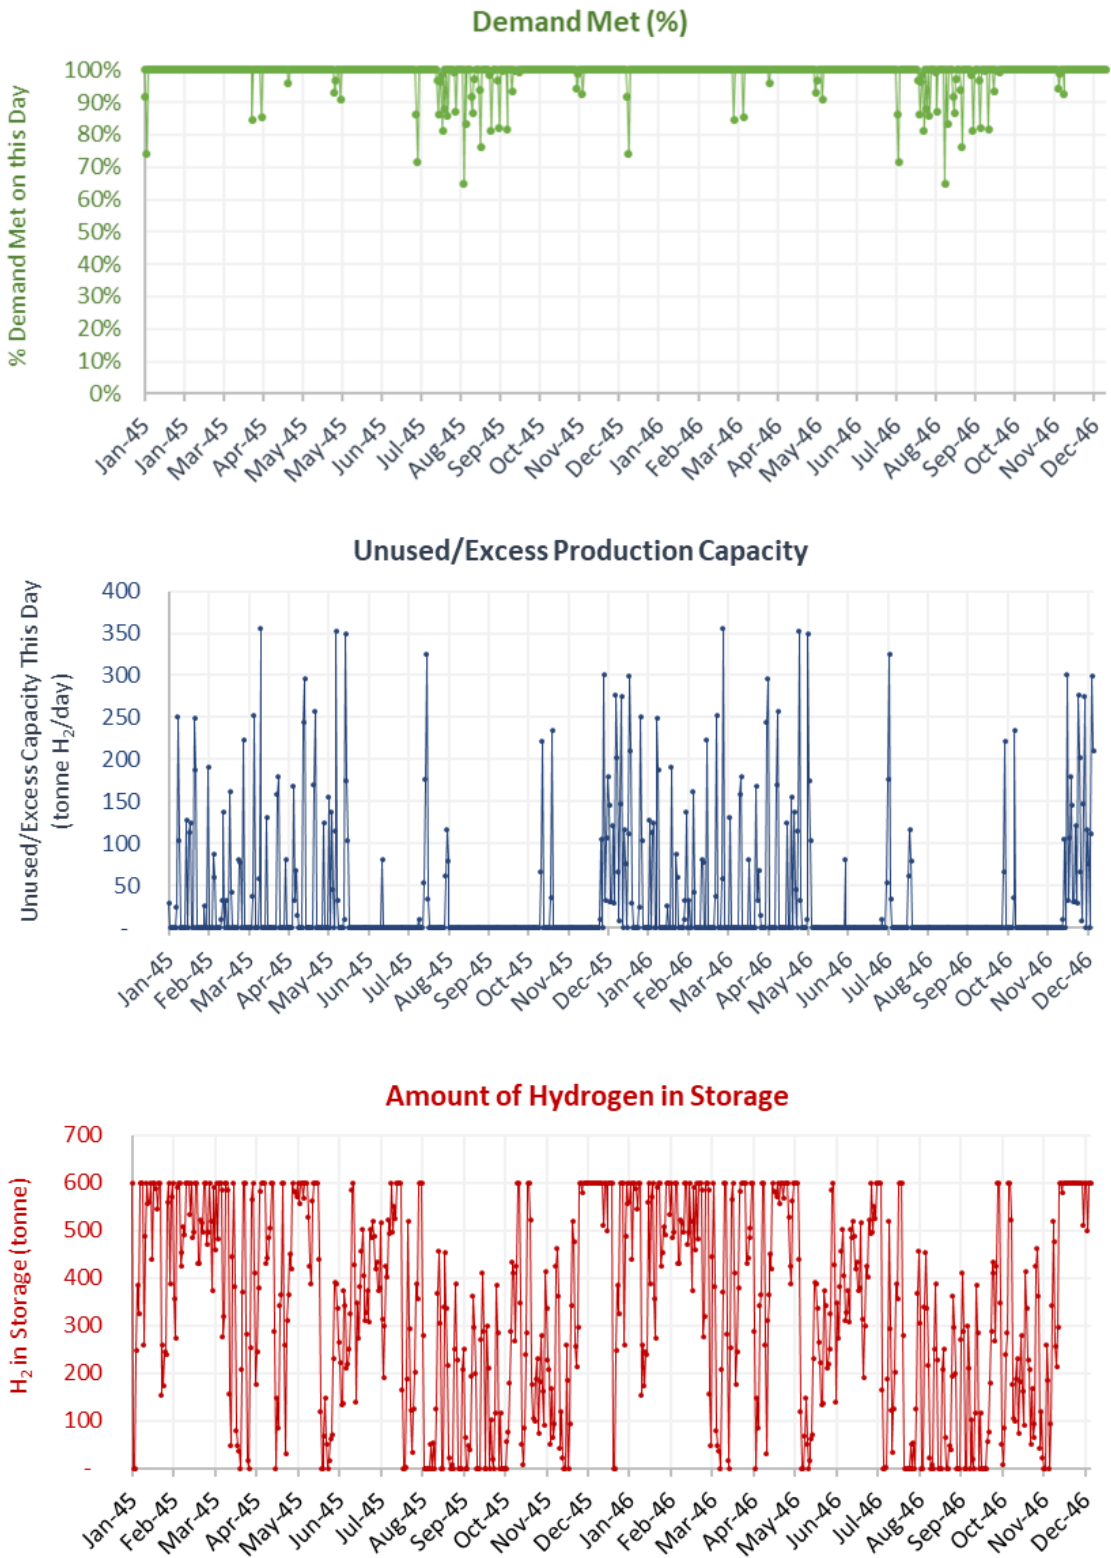 Demand Met (%)
% Demand Met on this Day
100%
90%
80%
70%
60%
50%
40%
30%
20%
10%
0%
Jan-45
Jan-45
Mar-45
Apr-45
May-45
May-45
Jun-45
Jul-45
Aug-45
Sep-45
Oct-45
Nov-45
Dec-45
Jan-46
Feb-46
Mar-46
Apr-46
May-46
Jun-46
Jul-46
Aug-46
Sep-46
Oct-46
Nov-46
Dec-46
Unused/Excess Production Capacity
Unused/Excess Capacity This Day
(tonne H₂/day)
400
350
300
250
200
150
100
50
-
Jan-45
Feb-45
Mar-45
Apr-45
May-45
Jun-45
Jul-45
Aug-45
Sep-45
Oct-45
Nov-45
Dec-45
Jan-46
Feb-46
Mar-46
Apr-46
May-46
Jun-46
Jul-46
Aug-46
Sep-46
Oct-46
Nov-46
Dec-46
Amount of Hydrogen in Storage
H₂ in Storage (tonne)
700
600
500
400
300
200
100
-
Jan-45
Feb-45
Mar-45
Apr-45
May-45
Jun-45
Jul-45
Aug-45
Sep-45
Oct-45
Nov-45
Dec-45
Jan-46
Feb-46
Mar-46
Apr-46
May-46
Jun-46
Jul-46
Aug-46
Sep-46
Oct-46
Nov-46
Dec-46